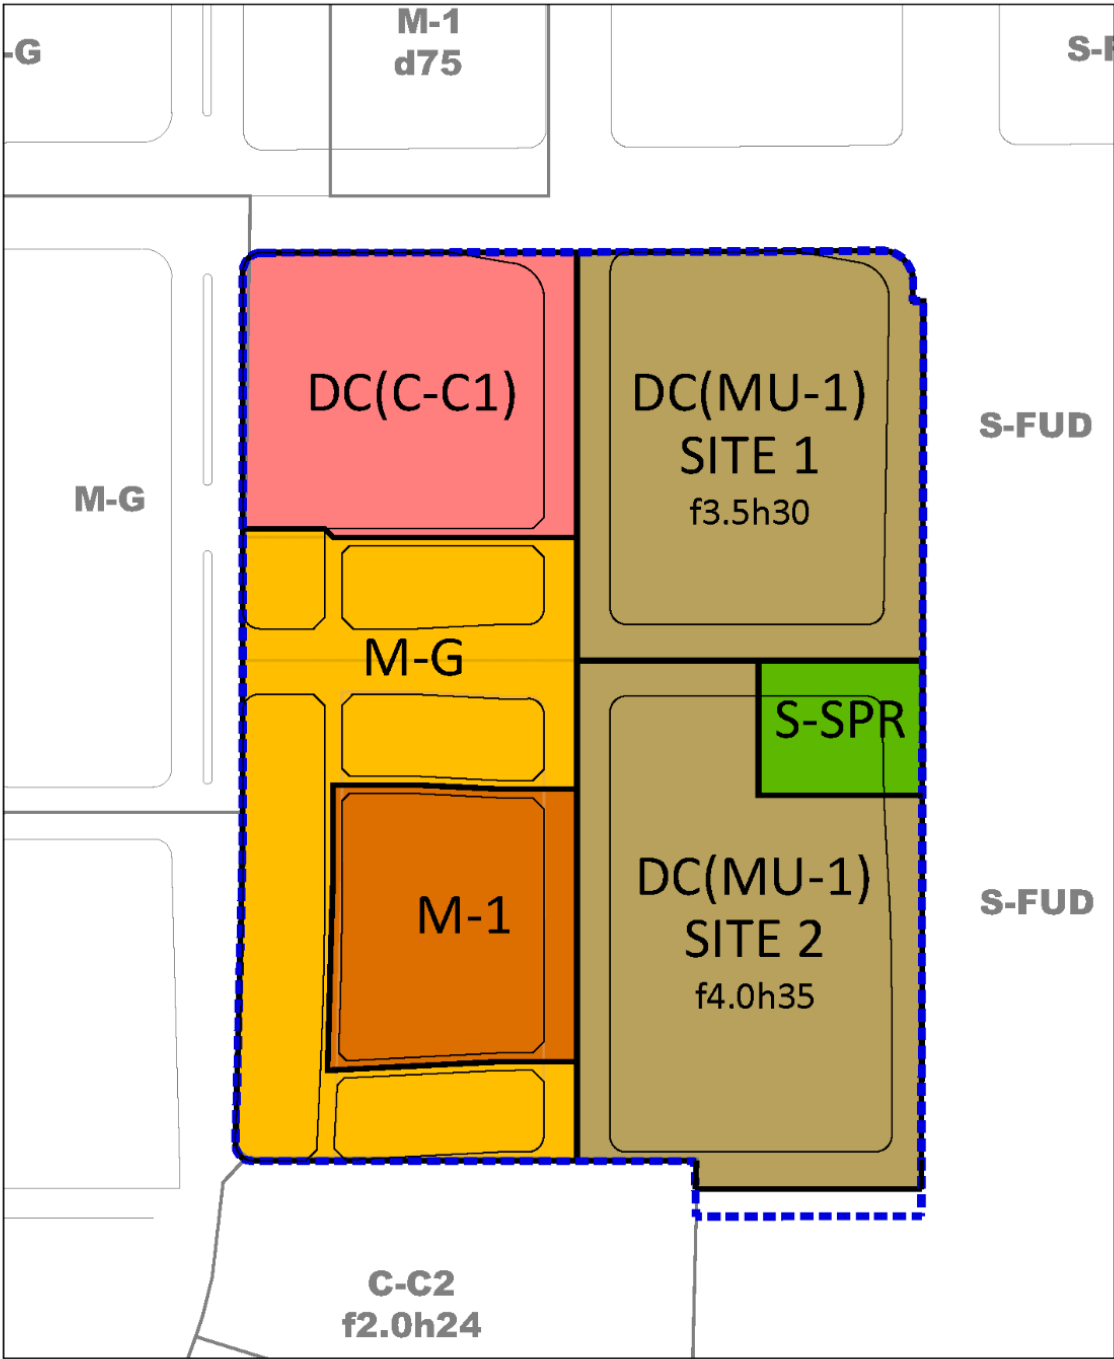 -G
M-1
d75
S-F
DC(C-C1)
DC(MU-1)
SITE 1
f3.5h30
S-FUD
M-G
M-G
S-SPR
M-1
DC(MU-1)
SITE 2
f4.0h35
S-FUD
C-C2
f2.0h24